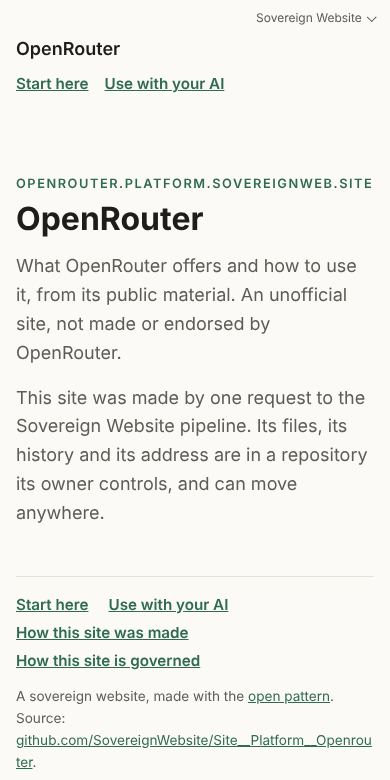 Sovereign Website
OpenRouter
Start here Use with your AI
OPENROUTER.PLATFORM.SOVEREIGNWEB.SITE
OpenRouter
What OpenRouter offers and how to use
it, from its public material. An unofficial
site, not made or endorsed by
OpenRouter.
This site was made by one request to the
Sovereign Website pipeline. Its files, its
history and its address are in a repository
its owner controls, and can move
anywhere.
Start here Use with your AI
How this site was made
How this site is governed
A sovereign website, made with the open pattern.
Source:
github.com/SovereignWebsite/Site__Platform__Openrou
ter.